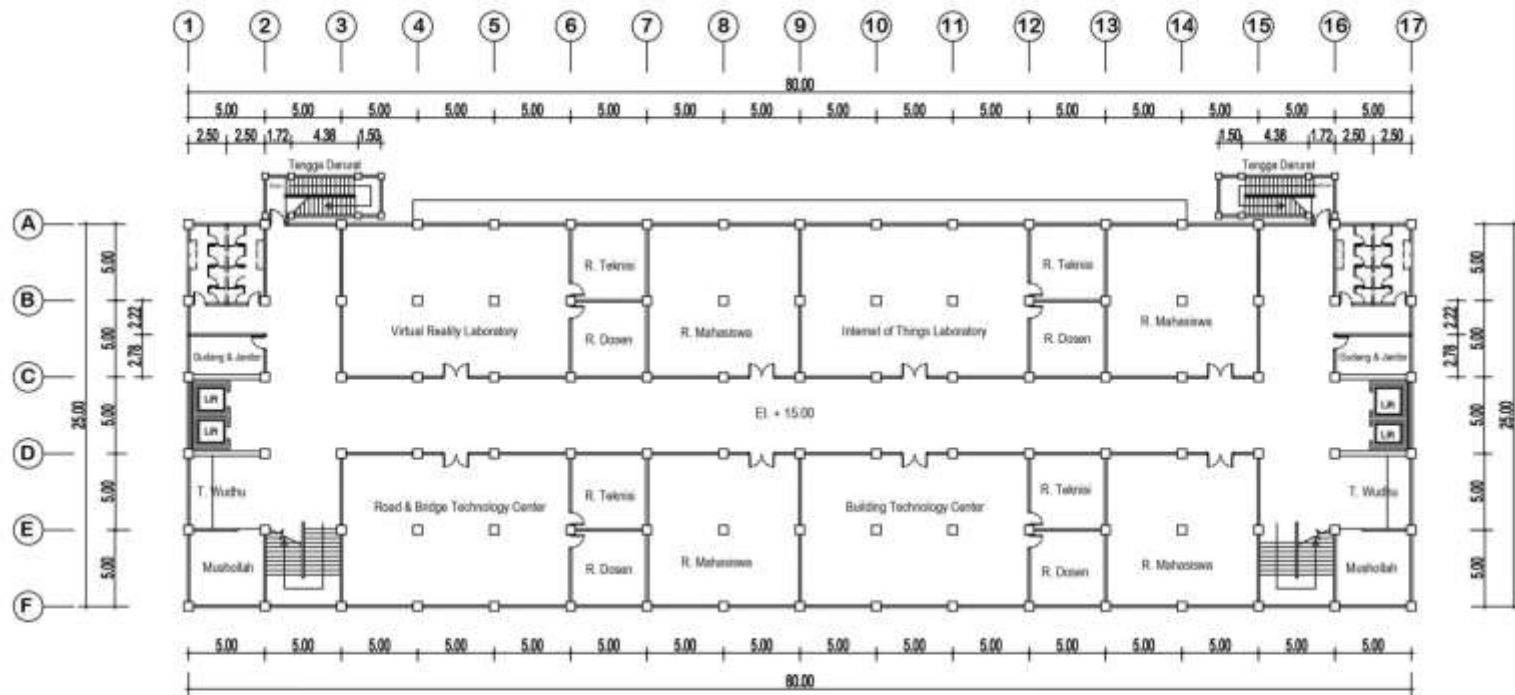 1 2 3 4 5 6 7 8 9 10 11 12 13 14 15 16 17
80.00
5.00 5.00 5.00 5.00 5.00 5.00 5.00 5.00 5.00 5.00 5.00 5.00 5.00 5.00 5.00 5.00
2.50 2.50 1.72 4.38 1.50 1.50 4.38 1.72 2.50 2.50
Tangga Darurat Tangga Darurat
A
5.00 5.00
R. Teknisi R. Teknisi
B
2.22 2.22
5.00 5.00
Virtual Reality Laboratory R. Dosen R. Mahasiswa Internet of Things Laboratory R. Dosen R. Mahasiswa
2.78 2.78
Gudang & Janitor Gudang & Janitor
C
Lift Lift
25.00 5.00 El. + 15.00 5.00 25.00
Lift Lift
D
5.00 5.00
T. Wudhu R. Teknisi R. Teknisi T. Wudhu
Road & Bridge Technology Center Building Technology Center
E
5.00 5.00
Mushollah R. Dosen R. Mahasiswa R. Dosen R. Mahasiswa Mushollah
F
5.00 5.00 5.00 5.00 5.00 5.00 5.00 5.00 5.00 5.00 5.00 5.00 5.00 5.00 5.00 5.00
80.00